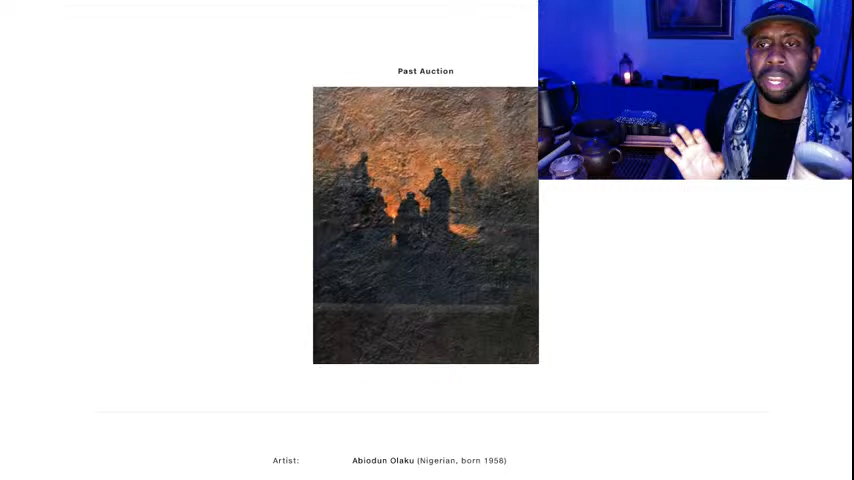 Past Auction
Artist: Abiodun Olaku (Nigerian, born 1958)